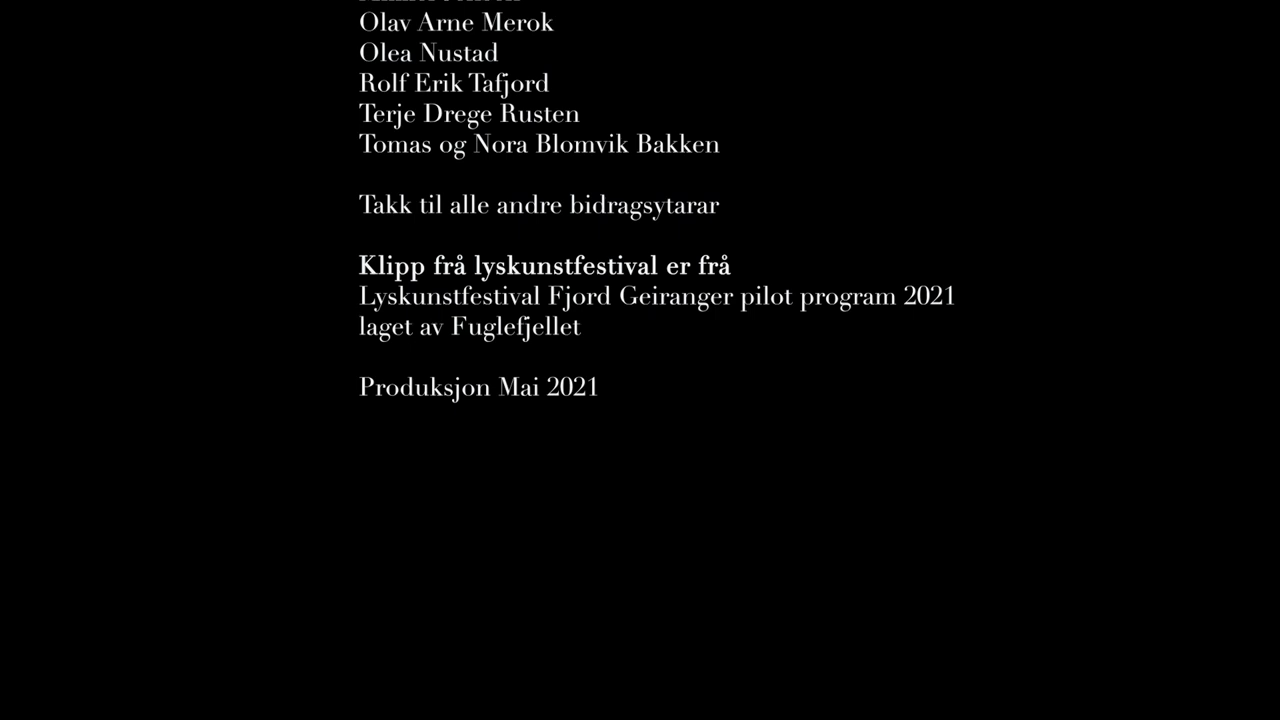 Olav Arne Merok
Olea Nustad
Rolf Erik Tafjord
Terje Drege Rusten
Tomas og Nora Blomvik Bakken
Takk til alle andre bidragsytarar
Klipp frå lyskunstfestival er frå
Lyskunstfestival Fjord Geiranger pilot program 2021
laget av Fuglefjellet
Produksjon Mai 2021